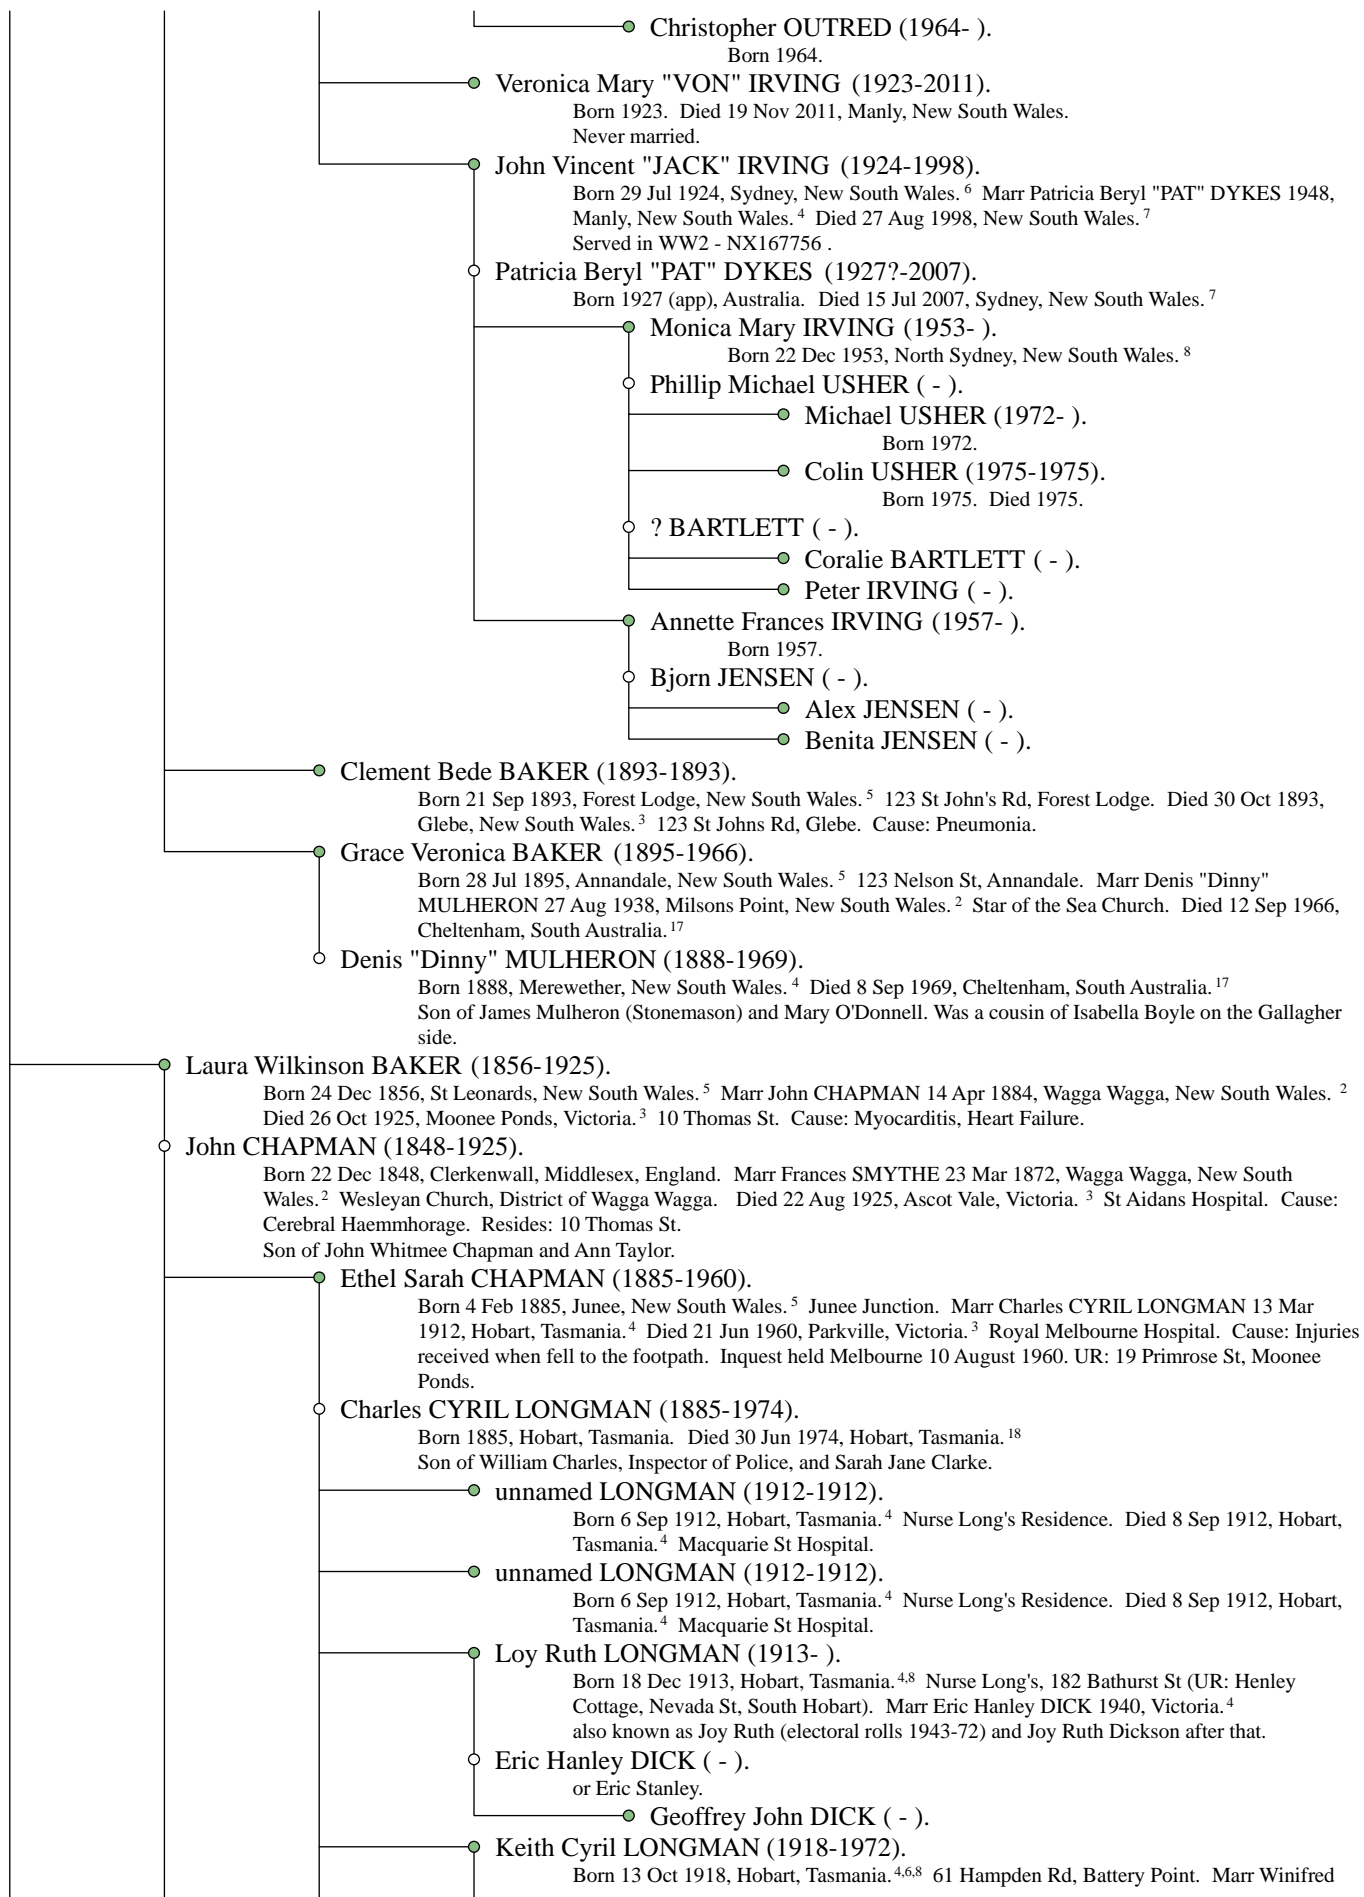 Christopher OUTRED (1964- ).
Born 1964.
Veronica Mary "VON" IRVING (1923-2011).
Born 1923. Died 19 Nov 2011, Manly, New South Wales.
Never married.
John Vincent "JACK" IRVING (1924-1998).
Born 29 Jul 1924, Sydney, New South Wales. 6 Marr Patricia Beryl "PAT" DYKES 1948,
Manly, New South Wales. 4 Died 27 Aug 1998, New South Wales. 7
Served in WW2 - NX167756 .
Patricia Beryl "PAT" DYKES (1927?-2007).
Born 1927 (app), Australia. Died 15 Jul 2007, Sydney, New South Wales. 7
Monica Mary IRVING (1953- ).
Born 22 Dec 1953, North Sydney, New South Wales. 8
Phillip Michael USHER ( - ).
Michael USHER (1972- ).
Born 1972.
Colin USHER (1975-1975).
Born 1975. Died 1975.
? BARTLETT ( - ).
Coralie BARTLETT ( - ).
Peter IRVING ( - ).
Annette Frances IRVING (1957- ).
Born 1957.
Bjorn JENSEN ( - ).
Alex JENSEN ( - ).
Benita JENSEN ( - ).
Clement Bede BAKER (1893-1893).
Born 21 Sep 1893, Forest Lodge, New South Wales. 5 123 St John's Rd, Forest Lodge. Died 30 Oct 1893,
Glebe, New South Wales. 3 123 St Johns Rd, Glebe. Cause: Pneumonia.
Grace Veronica BAKER (1895-1966).
Born 28 Jul 1895, Annandale, New South Wales. 5 123 Nelson St, Annandale. Marr Denis "Dinny"
MULHERON 27 Aug 1938, Milsons Point, New South Wales. 2 Star of the Sea Church. Died 12 Sep 1966,
Cheltenham, South Australia. 17
Denis "Dinny" MULHERON (1888-1969).
Born 1888, Merewether, New South Wales. 4 Died 8 Sep 1969, Cheltenham, South Australia. 17
Son of James Mulheron (Stonemason) and Mary O'Donnell. Was a cousin of Isabella Boyle on the Gallagher
side.
Laura Wilkinson BAKER (1856-1925).
Born 24 Dec 1856, St Leonards, New South Wales. 5 Marr John CHAPMAN 14 Apr 1884, Wagga Wagga, New South Wales. 2
Died 26 Oct 1925, Moonee Ponds, Victoria. 3 10 Thomas St. Cause: Myocarditis, Heart Failure.
John CHAPMAN (1848-1925).
Born 22 Dec 1848, Clerkenwall, Middlesex, England. Marr Frances SMYTHE 23 Mar 1872, Wagga Wagga, New South
Wales. 2 Wesleyan Church, District of Wagga Wagga. Died 22 Aug 1925, Ascot Vale, Victoria. 3 St Aidans Hospital. Cause:
Cerebral Haemmhorage. Resides: 10 Thomas St.
Son of John Whitmee Chapman and Ann Taylor.
Ethel Sarah CHAPMAN (1885-1960).
Born 4 Feb 1885, Junee, New South Wales. 5 Junee Junction. Marr Charles CYRIL LONGMAN 13 Mar
1912, Hobart, Tasmania. 4 Died 21 Jun 1960, Parkville, Victoria. 3 Royal Melbourne Hospital. Cause: Injuries
received when fell to the footpath. Inquest held Melbourne 10 August 1960. UR: 19 Primrose St, Moonee
Ponds.
Charles CYRIL LONGMAN (1885-1974).
Born 1885, Hobart, Tasmania. Died 30 Jun 1974, Hobart, Tasmania. 18
Son of William Charles, Inspector of Police, and Sarah Jane Clarke.
unnamed LONGMAN (1912-1912).
Born 6 Sep 1912, Hobart, Tasmania. 4 Nurse Long's Residence. Died 8 Sep 1912, Hobart,
Tasmania. 4 Macquarie St Hospital.
unnamed LONGMAN (1912-1912).
Born 6 Sep 1912, Hobart, Tasmania. 4 Nurse Long's Residence. Died 8 Sep 1912, Hobart,
Tasmania. 4 Macquarie St Hospital.
Loy Ruth LONGMAN (1913- ).
Born 18 Dec 1913, Hobart, Tasmania. 4,8 Nurse Long's, 182 Bathurst St (UR: Henley
Cottage, Nevada St, South Hobart). Marr Eric Hanley DICK 1940, Victoria. 4
also known as Joy Ruth (electoral rolls 1943-72) and Joy Ruth Dickson after that.
Eric Hanley DICK ( - ).
or Eric Stanley.
Geoffrey John DICK ( - ).
Keith Cyril LONGMAN (1918-1972).
Born 13 Oct 1918, Hobart, Tasmania. 4,6,8 61 Hampden Rd, Battery Point. Marr Winifred